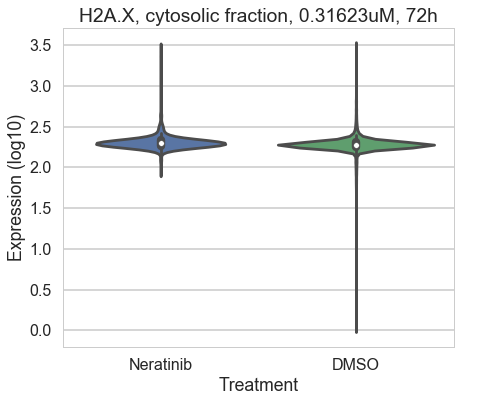 H2A.X, cytosolic fraction, 0.31623uM, 72h
Expression (log10)
3.5
3.0
2.5
2.0
1.5
1.0
0.5
0.0
Neratinib DMSO
Treatment